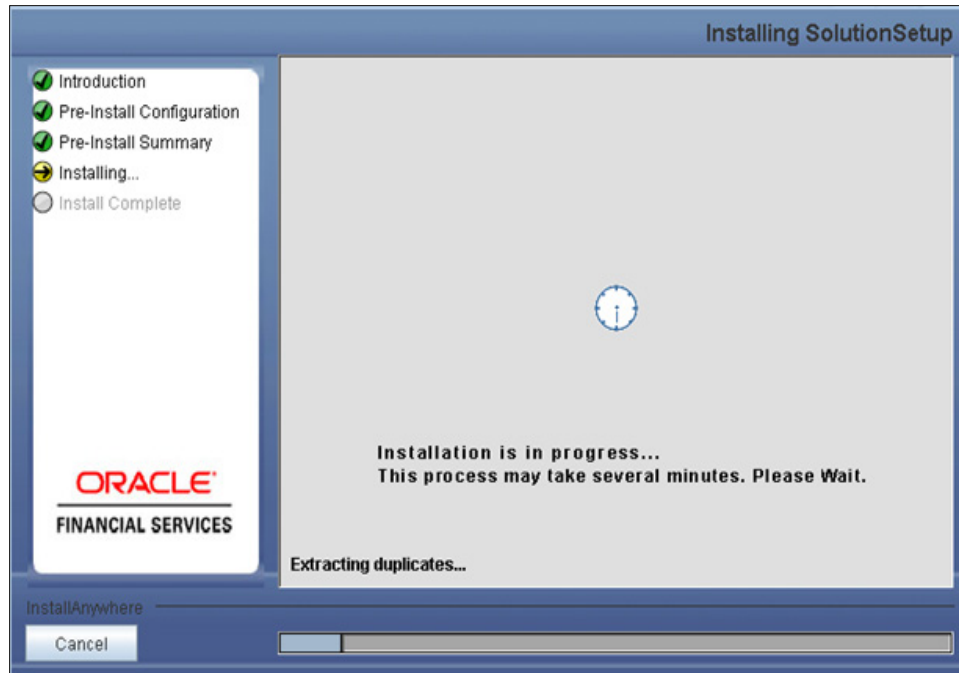 Installing SolutionSetup
Introduction
Pre-Install Configuration
Pre-Install Summary
Installing...
Install Complete
ORACLE
FINANCIAL SERVICES
Installation is in progress...
This process may take several minutes. Please Wait.
Extracting duplicates...
InstallAnywhere
Cancel